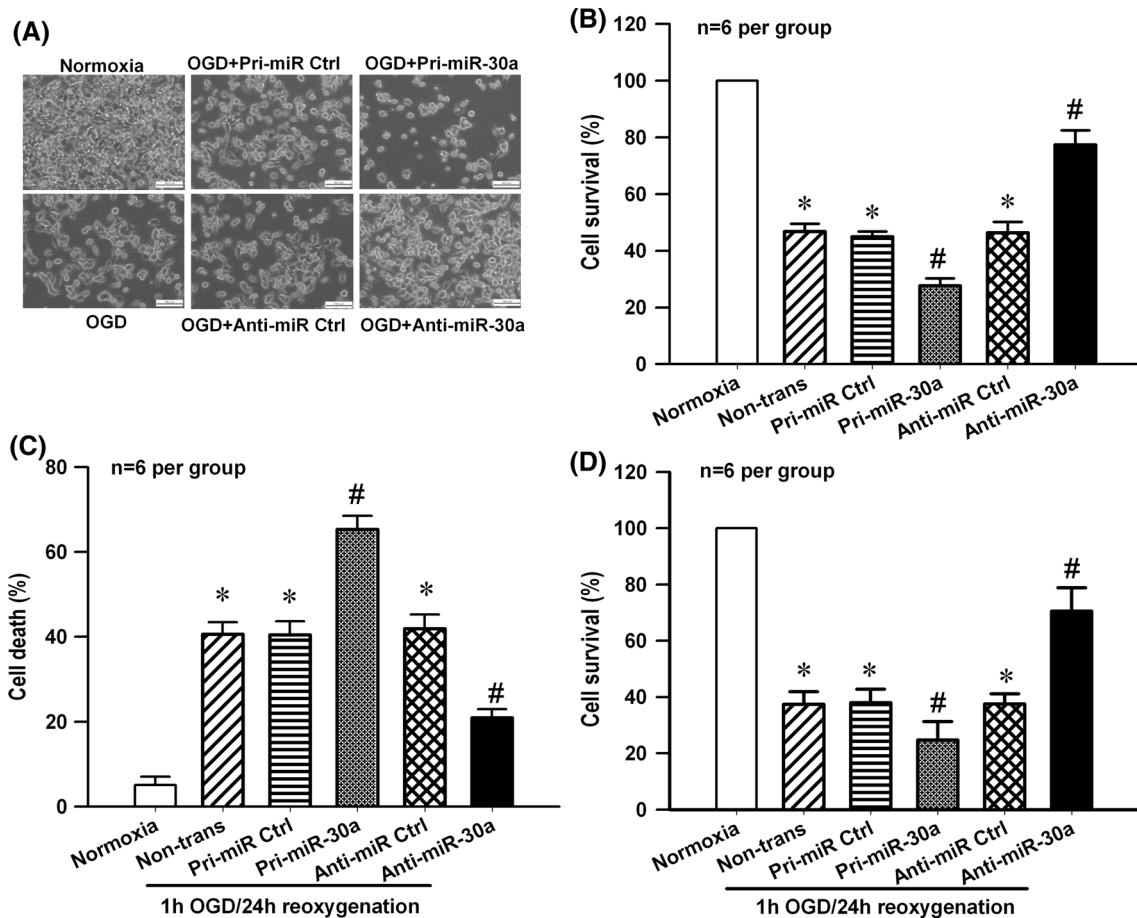 (A)
Normoxia
OGD+Pri-miR Ctrl
OGD+Pri-miR-30a
OGD
OGD+Anti-miR Ctrl
OGD+Anti-miR-30a
(B)
n=6 per group
Cell survival (%)
120
100
80
60
40
20
0
*
*
#
*
#
Normoxia
Non-trans
Pri-miR Ctrl
Pri-miR-30a
Anti-miR Ctrl
Anti-miR-30a
(C)
n=6 per group
Cell death (%)
80
60
40
20
0
*
*
#
*
#
Normoxia
Non-trans
Pri-miR Ctrl
Pri-miR-30a
Anti-miR Ctrl
Anti-miR-30a
1h OGD/24h reoxygenation
(D)
n=6 per group
Cell survival (%)
120
100
80
60
40
20
0
*
*
#
*
#
Normoxia
Non-trans
Pri-miR Ctrl
Pri-miR-30a
Anti-miR Ctrl
Anti-miR-30a
1h OGD/24h reoxygenation